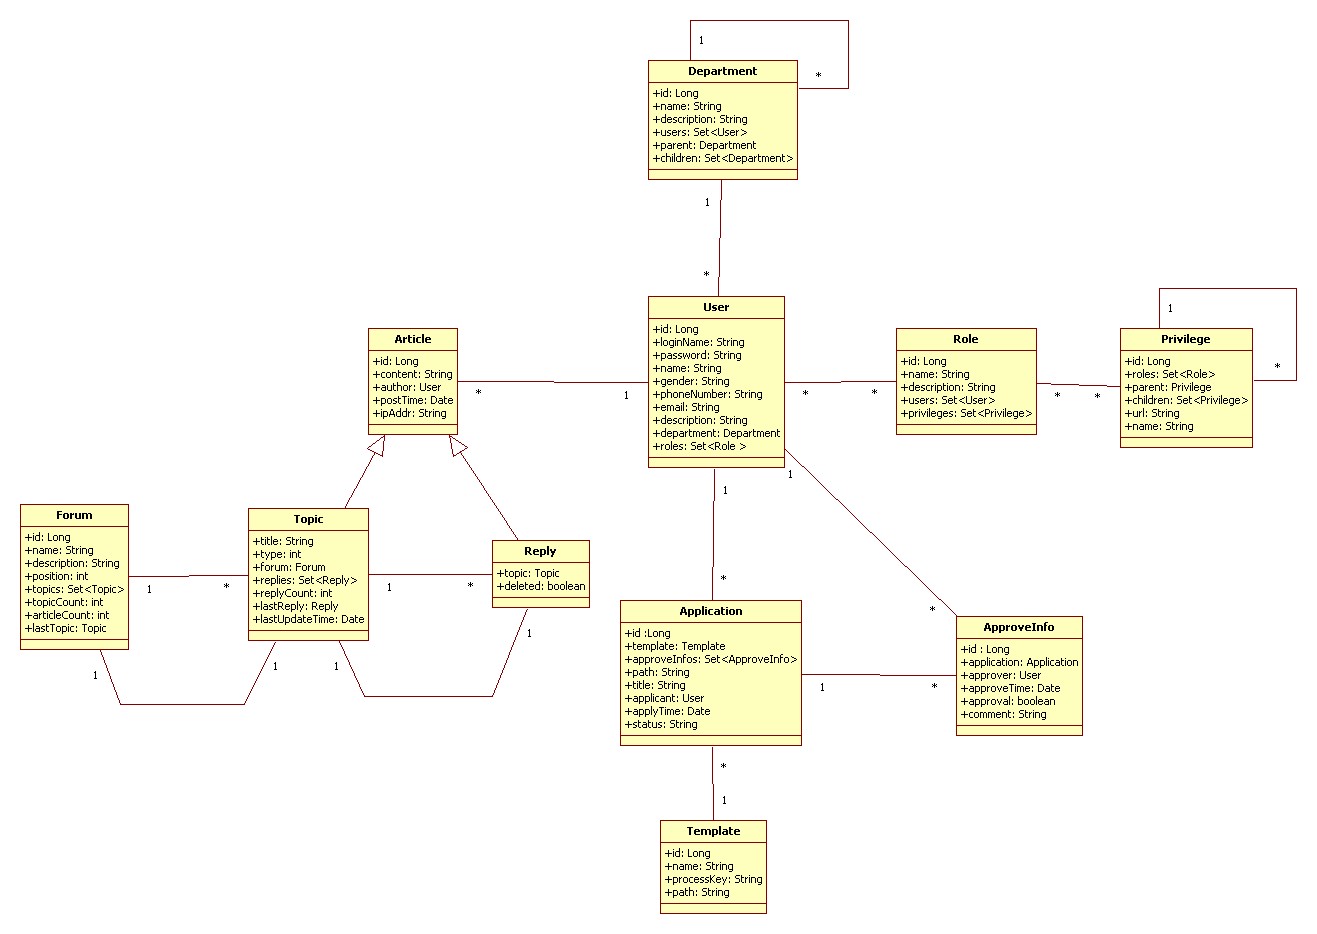 1
*
Department
+id: Long
+name: String
+description: String
+users: Set<User>
+parent: Department
+children: Set<Department>
1
*
User
+id: Long
+loginName: String
+password: String
+name: String
+gender: String
+phoneNumber: String
+email: String
+description: String
+department: Department
+roles: Set<Role >
Article
+id: Long
+content: String
+author: User
+postTime: Date
+ipAddr: String
*
1
*
*
Role
+id: Long
+name: String
+description: String
+users: Set<User>
+privileges: Set<Privilege>
*
*
1
*
Privilege
+id: Long
+roles: Set<Role>
+parent: Privilege
+children: Set<Privilege>
+url: String
+name: String
Forum
+id: Long
+name: String
+description: String
+position: int
+topics: Set<Topic>
+topicCount: int
+articleCount: int
+lastTopic: Topic
1
*
1
1
Topic
+title: String
+type: int
+forum: Forum
+replies: Set<Reply>
+replyCount: int
+lastReply: Reply
+lastUpdateTime: Date
1
*
1
1
Reply
+topic: Topic
+deleted: boolean
1
*
1
*
Application
+id :Long
+template: Template
+approveInfos: Set<ApproveInfo>
+path: String
+title: String
+applicant: User
+applyTime: Date
+status: String
1
*
ApproveInfo
+id : Long
+application: Application
+approver: User
+approveTime: Date
+approval: boolean
+comment: String
*
1
Template
+id: Long
+name: String
+processKey: String
+path: String